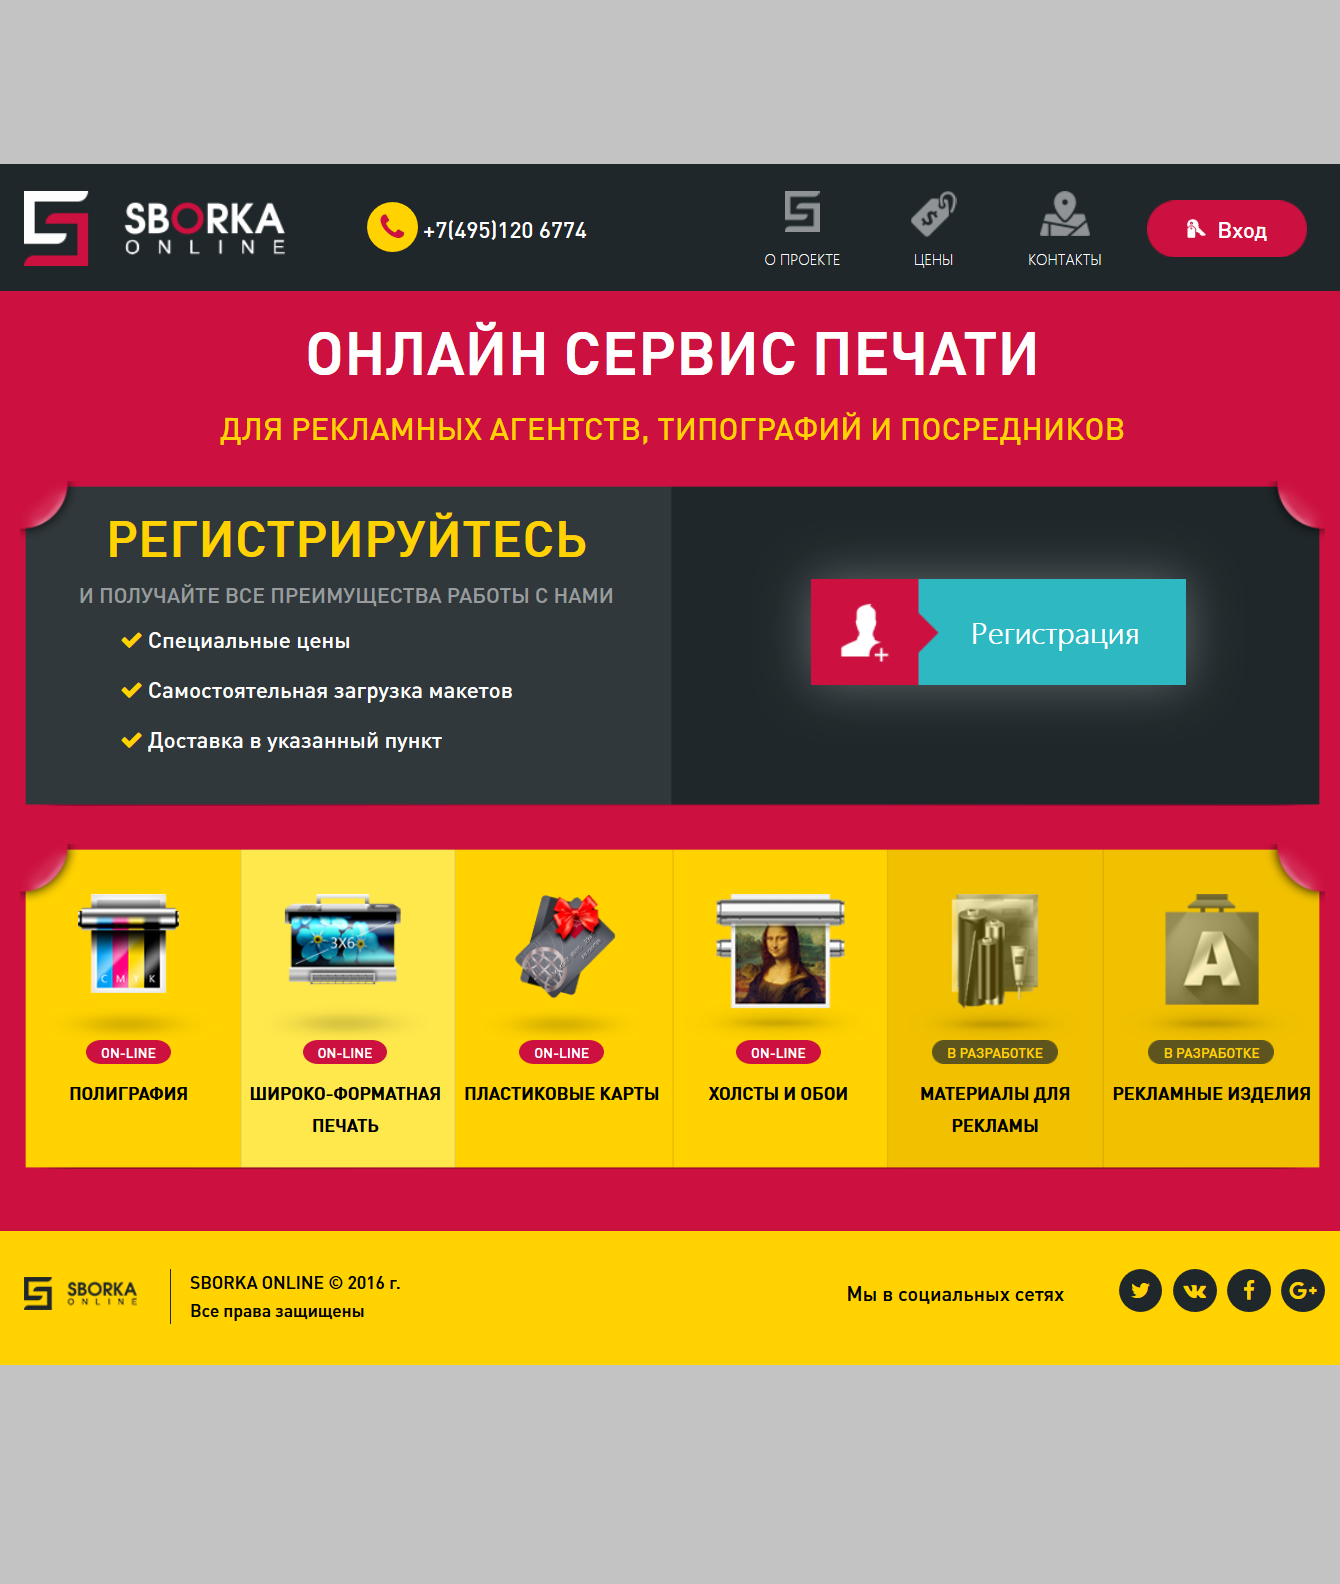 SBORKA
ONLINE
+7(495)120 6774
О ПРОЕКТЕ
ЦЕНЫ
КОНТАКТЫ
Вход
ОНЛАЙН СЕРВИС ПЕЧАТИ
ДЛЯ РЕКЛАМНЫХ АГЕНТСТВ, ТИПОГРАФИЙ И ПОСРЕДНИКОВ
РЕГИСТРИРУЙТЕСЬ
И ПОЛУЧАЙТЕ ВСЕ ПРЕИМУЩЕСТВА РАБОТЫ С НАМИ
Специальные цены
Самостоятельная загрузка макетов
Доставка в указанный пункт
Регистрация
CMYK
ON-LINE
ПОЛИГРАФИЯ
3X6
ON-LINE
ШИРОКО-ФОРМАТНАЯ
ПЕЧАТЬ
ON-LINE
ПЛАСТИКОВЫЕ КАРТЫ
ON-LINE
ХОЛСТЫ И ОБОИ
В РАЗРАБОТКЕ
МАТЕРИАЛЫ ДЛЯ
РЕКЛАМЫ
A
В РАЗРАБОТКЕ
РЕКЛАМНЫЕ ИЗДЕЛИЯ
SBORKA
ONLINE
SBORKA ONLINE © 2016 г.
Все права защищены
Мы в социальных сетях